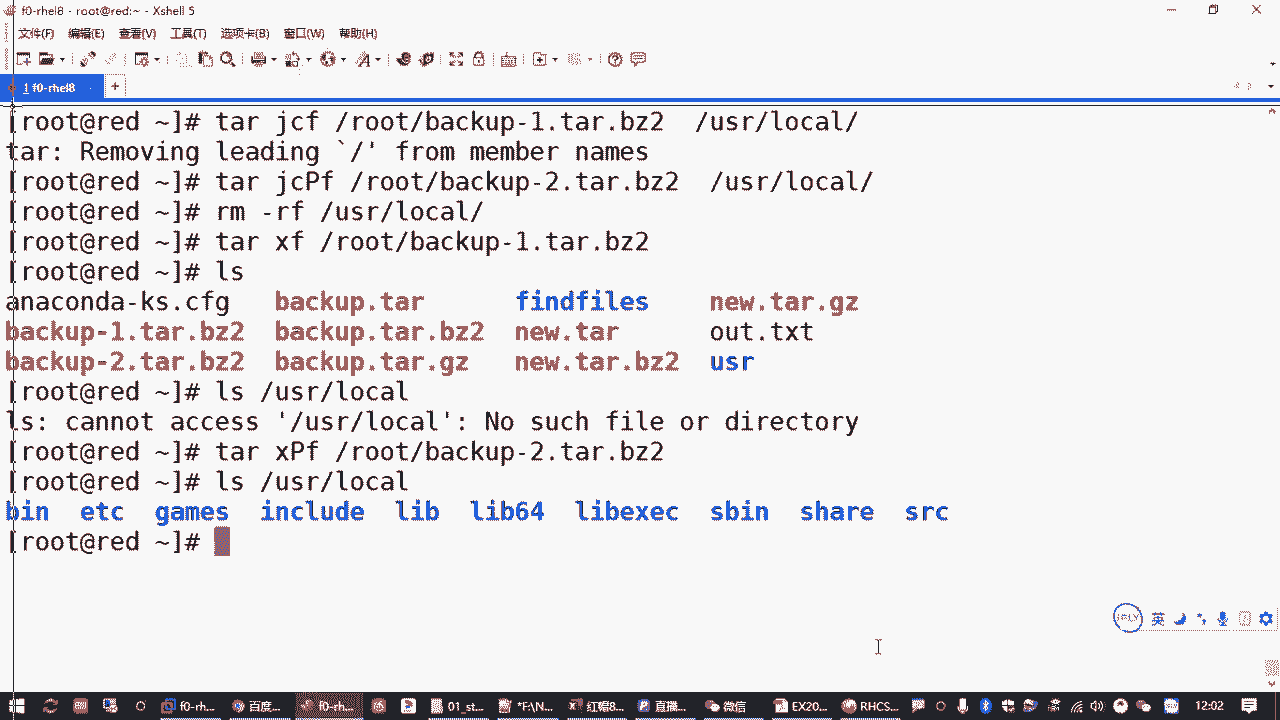 f0-rhel8 - root@red:~ - Xshell 5
文件(F) 编辑(E) 查看(V) 工具(T) 选项卡(B) 窗口(W) 帮助(H)
1 f0-rhel8
[root@red ~]# tar jcf /root/backup-1.tar.bz2  /usr/local/
tar: Removing leading `/' from member names
[root@red ~]# tar jcPf /root/backup-2.tar.bz2  /usr/local/
[root@red ~]# rm -rf /usr/local/
[root@red ~]# tar xf /root/backup-1.tar.bz2
[root@red ~]# ls
anaconda-ks.cfg   backup.tar      findfiles    new.tar.gz
backup-1.tar.bz2  backup.tar.bz2  new.tar      out.txt
backup-2.tar.bz2  backup.tar.gz   new.tar.bz2  usr
[root@red ~]# ls /usr/local
ls: cannot access '/usr/local': No such file or directory
[root@red ~]# tar xPf /root/backup-2.tar.bz2
[root@red ~]# ls /usr/local
bin  etc  games  include  lib  lib64  libexec  sbin  share  src
[root@red ~]#
英
f0-rh... 百度... f0-rh... 01_st... *F:\N... 红帽8... 直播... 微信 EX20... RHCS... 12:02